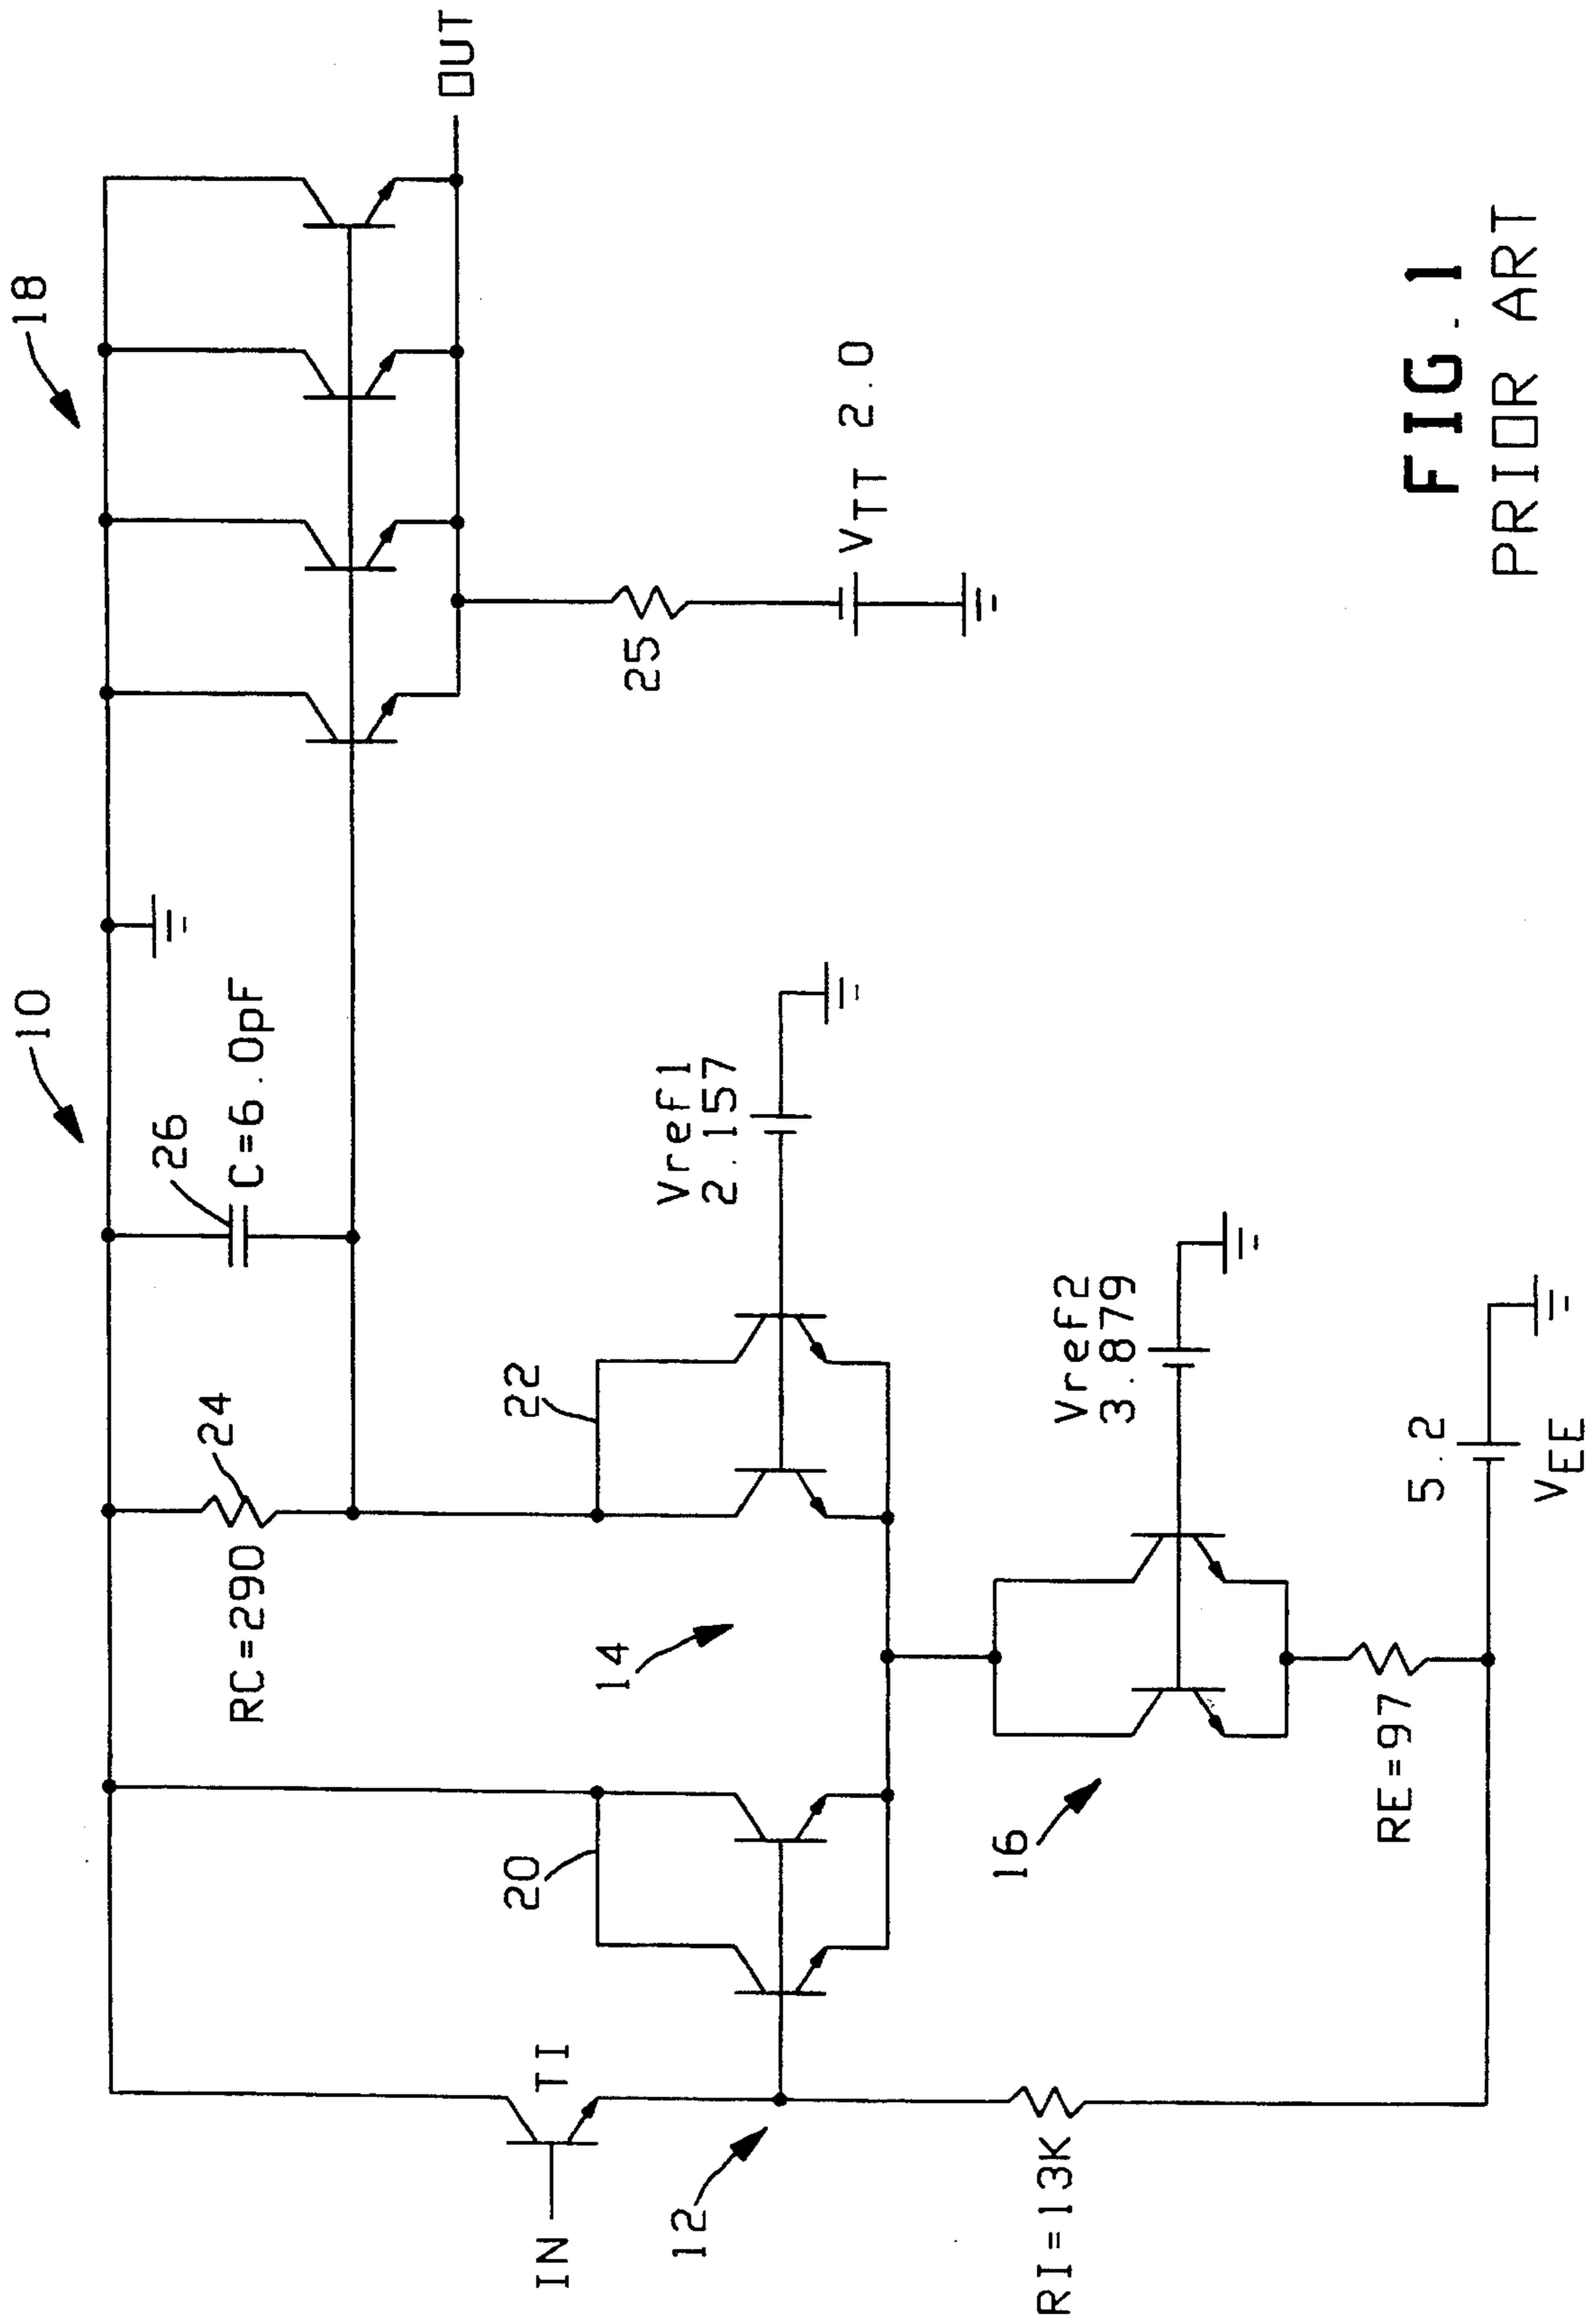 10
18
26
C=6.0pF
24
RC=290
OUT
IN
TI
20
22
14
Vref1
2.157
25
VTT 2.0
12
16
Vref2
3.879
RI=13K
RE=97
5.2
VEE
FIG. 1
PRIOR ART